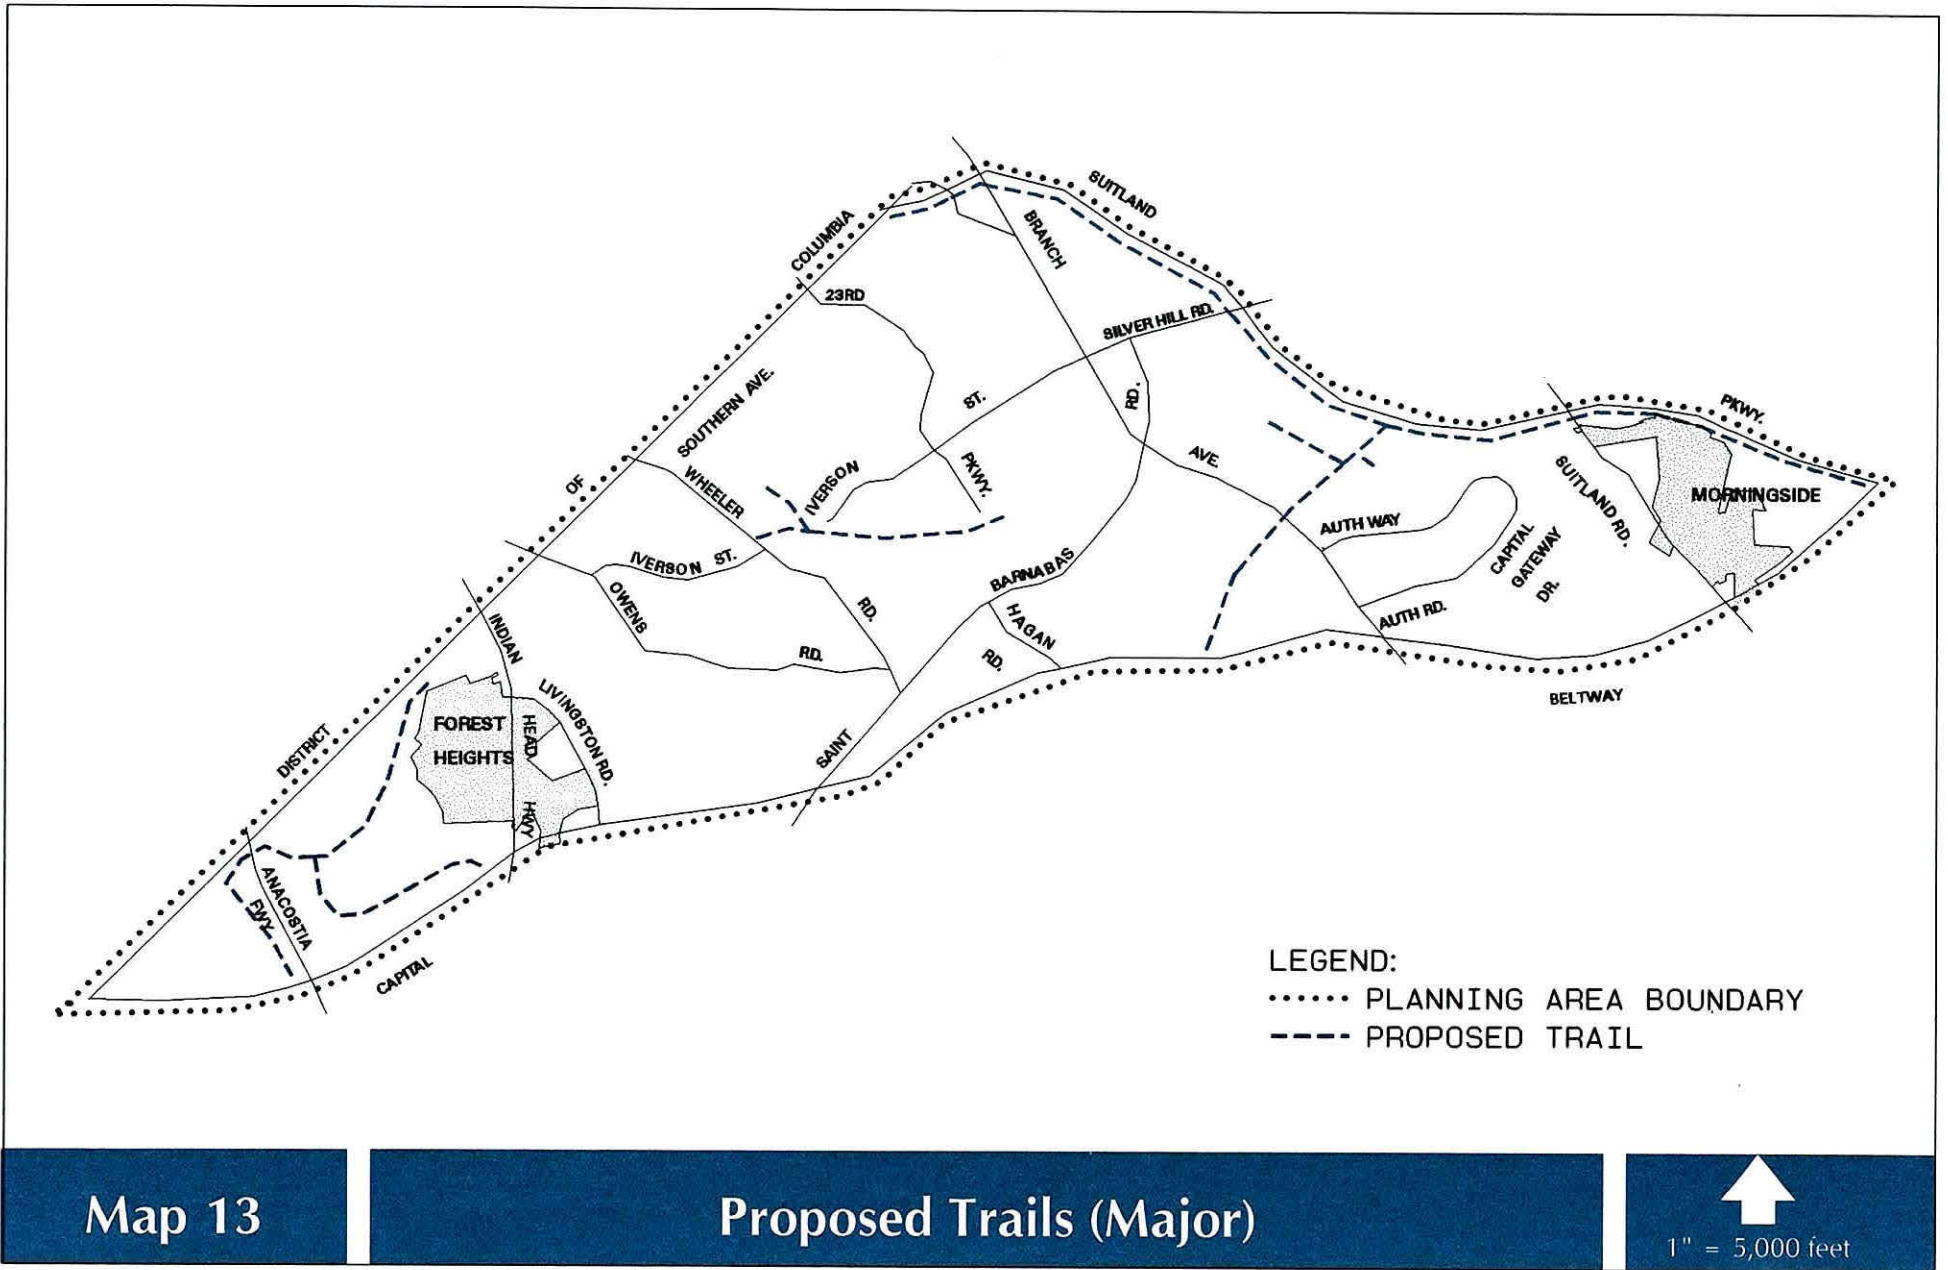 SUITLAND
COLUMBIA
BRANCH
23RD
SILVER HILL RD.
SOUTHERN AVE.
ST.
RD.
PKWY.
OF
WHEELER
IVERSON
PKWY.
AVE.
SUITLAND RD.
MORNINGSIDE
AUTH WAY
CAPITAL
GATEWAY
DR.
IVERSON ST.
OWENS
BARNABAS
RD.
HAGAN
RD.
AUTH RD.
INDIAN
RD.
LIVINGSTON RD.
BELTWAY
FOREST
HEIGHTS
HEAD
HWY
DISTRICT
SAINT
ANACOSTIA
FWY.
CAPITAL
LEGEND:
PLANNING AREA BOUNDARY
PROPOSED TRAIL
Map 13
Proposed Trails (Major)
1" = 5,000 feet